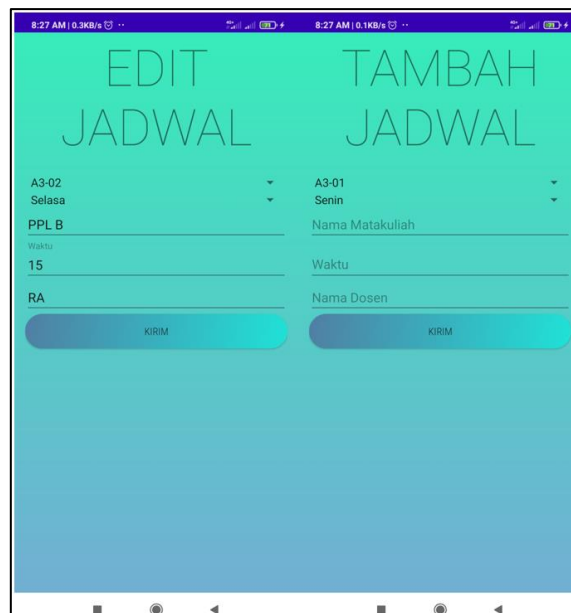 8:27 AM | 0.3KB/s
EDIT
JADWAL
A3-02
Selasa
PPL B
Waktu
15
RA
KIRIM
8:27 AM | 0.1KB/s
TAMBAH
JADWAL
A3-01
Senin
Nama Matakuliah
Waktu
Nama Dosen
KIRIM